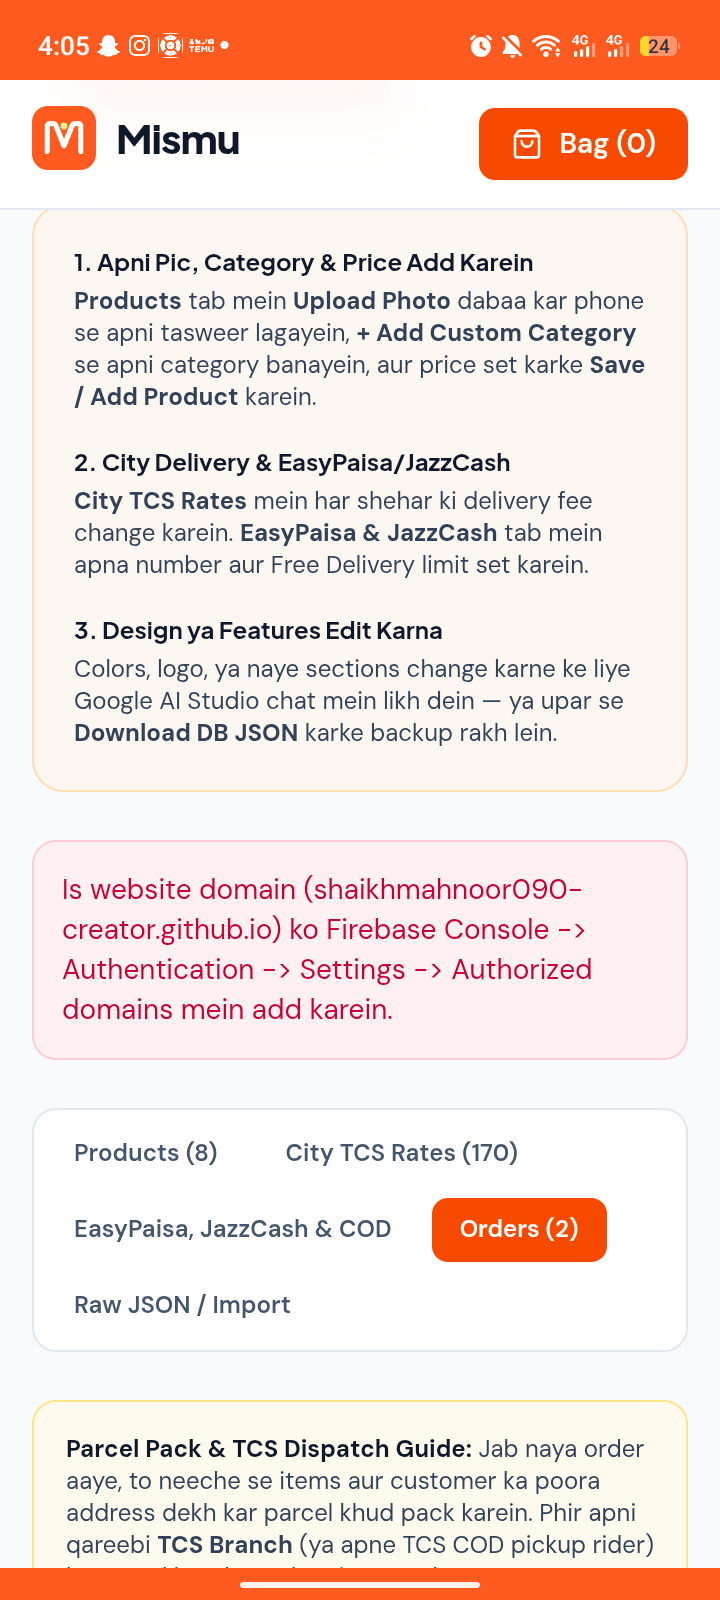 4:05
TEMU
4G
4G
24
Mismu
Bag (0)
1. Apni Pic, Category & Price Add Karein
Products tab mein Upload Photo dabaa kar phone
se apni tasweer lagayein, + Add Custom Category
se apni category banayein, aur price set karke Save
/ Add Product karein.
2. City Delivery & EasyPaisa/JazzCash
City TCS Rates mein har shehar ki delivery fee
change karein. EasyPaisa & JazzCash tab mein
apna number aur Free Delivery limit set karein.
3. Design ya Features Edit Karna
Colors, logo, ya naye sections change karne ke liye
Google AI Studio chat mein likh dein — ya upar se
Download DB JSON karke backup rakh lein.
Is website domain (shaikhmahnoor090-
creator.github.io) ko Firebase Console ->
Authentication -> Settings -> Authorized
domains mein add karein.
Products (8)
City TCS Rates (170)
EasyPaisa, JazzCash & COD
Orders (2)
Raw JSON / Import
Parcel Pack & TCS Dispatch Guide: Jab naya order
aaye, to neeche se items aur customer ka poora
address dekh kar parcel khud pack karein. Phir apni
qareebi TCS Branch (ya apne TCS COD pickup rider)